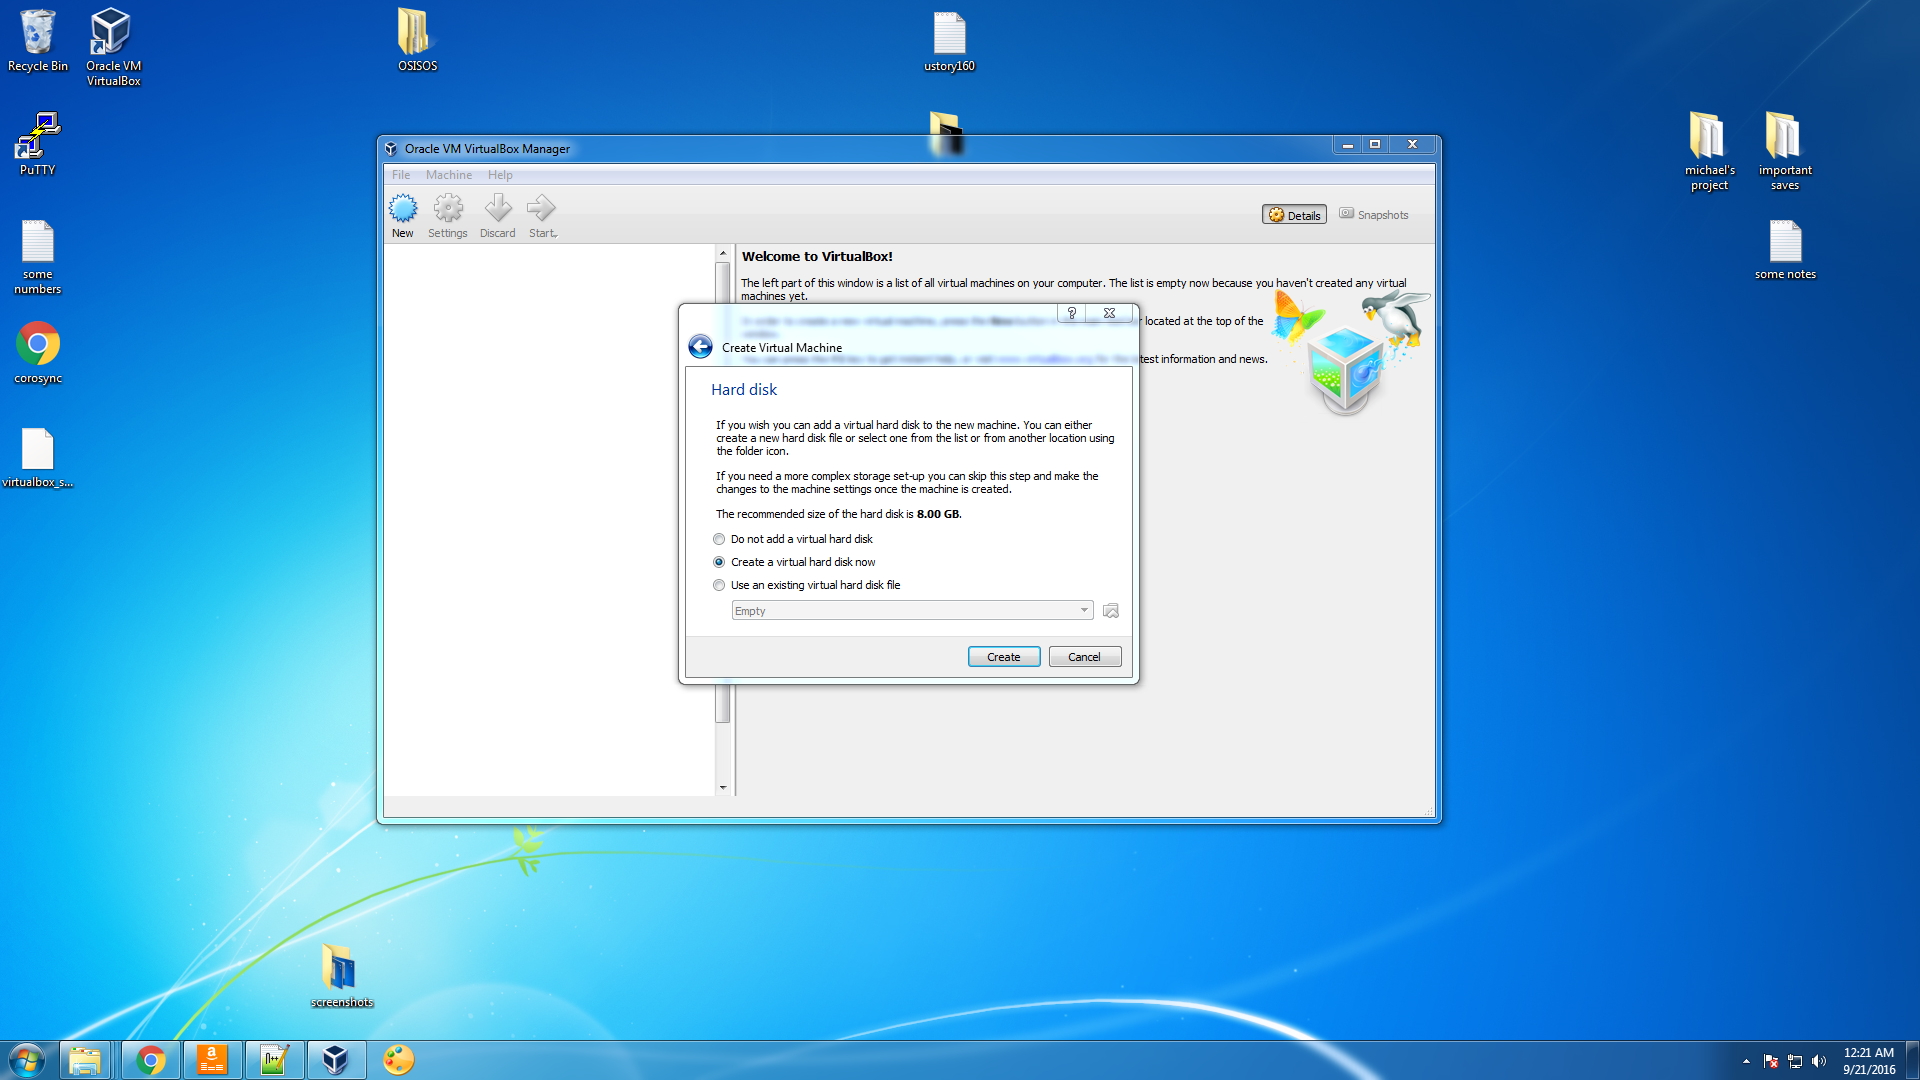 Recycle Bin
Oracle VM
VirtualBox
OSISOS
ustory160
PuTTY
michael's
project
important
saves
some
numbers
some notes
corosync
virtualbox_s...
screenshots
Oracle VM VirtualBox Manager
File Machine Help
New Settings Discard Start
Details Snapshots
Welcome to VirtualBox!
The left part of this window is a list of all virtual machines on your computer. The list is empty now because you haven't created any virtual
machines yet.
located at the top of the
test information and news.
?
Create Virtual Machine
Hard disk
If you wish you can add a virtual hard disk to the new machine. You can either
create a new hard disk file or select one from the list or from another location using
the folder icon.
If you need a more complex storage set-up you can skip this step and make the
changes to the machine settings once the machine is created.
The recommended size of the hard disk is 8.00 GB.
Do not add a virtual hard disk
Create a virtual hard disk now
Use an existing virtual hard disk file
Empty
Create Cancel
12:21 AM
9/21/2016